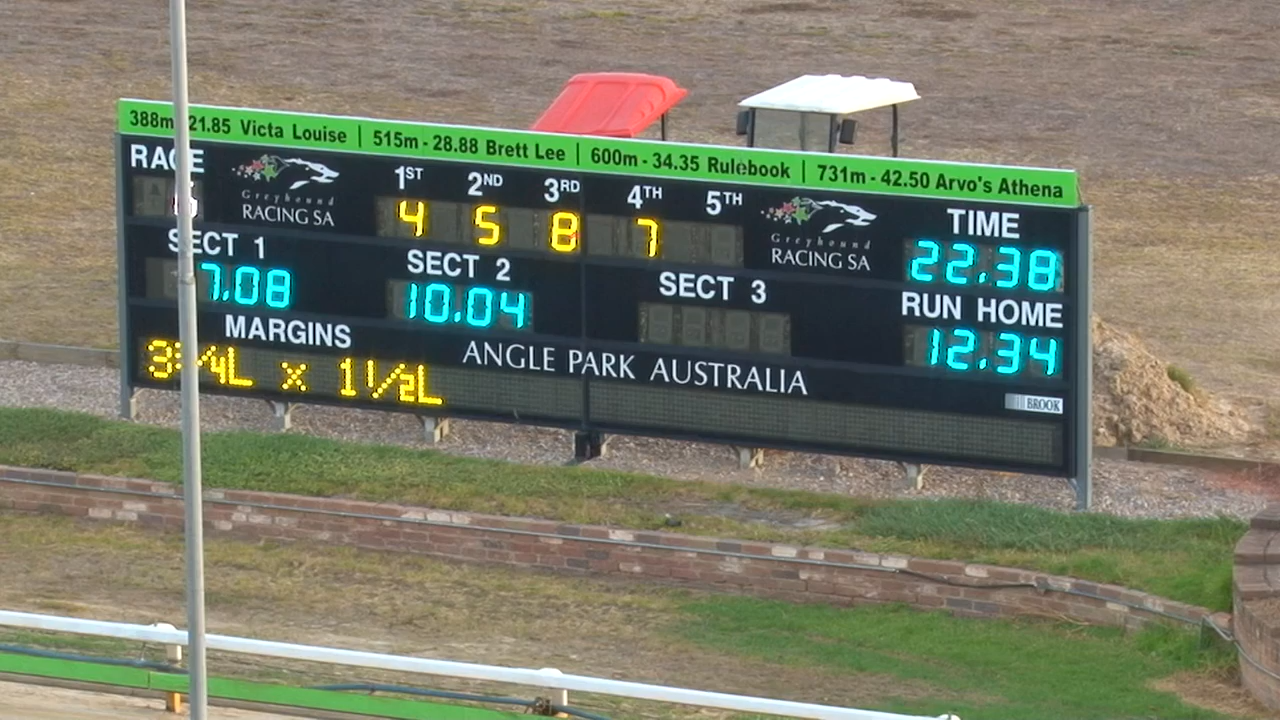 388m 21.85 Victa Louise | 515m - 28.88 Brett Lee | 600m - 34.35 Rulebook | 731m - 42.50 Arvo's Athena
RACE
Greyhound
RACING SA
1ST 2ND 3RD 4TH 5TH
4 5 8 7
Greyhound
RACING SA
TIME
22.38
SECT 1
7.08
SECT 2
10.04
SECT 3
RUN HOME
12.34
MARGINS
3¾L x 1½L
ANGLE PARK AUSTRALIA
BROOK